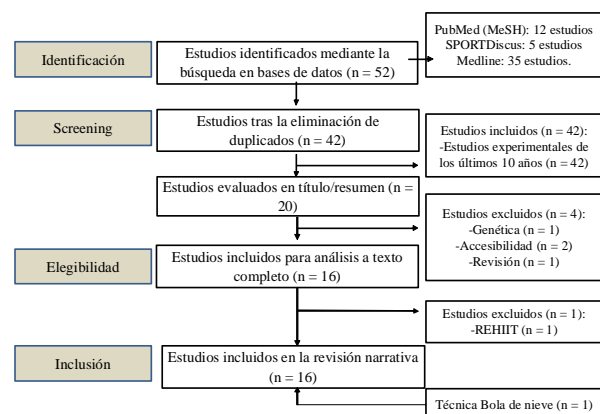 Identificación
Estudios identificados mediante la
búsqueda en bases de datos (n = 52)
PubMed (MeSH): 12 estudios
SPORTDiscus: 5 estudios
Medline: 35 estudios.
Screening
Estudios tras la eliminación de
duplicados (n = 42)
Estudios incluidos (n = 42):
-Estudios experimentales de
los últimos 10 años (n = 42)
Estudios evaluados en título/resumen (n =
20)
Estudios excluidos (n = 4):
-Genética (n = 1)
-Accesibilidad (n = 2)
-Revisión (n = 1)
Elegibilidad
Estudios incluidos para análisis a texto
completo (n = 16)
Estudios excluidos (n = 1):
-REHIIT (n = 1)
Inclusión
Estudios incluidos en la revisión narrativa
(n = 16)
Técnica Bola de nieve (n = 1)